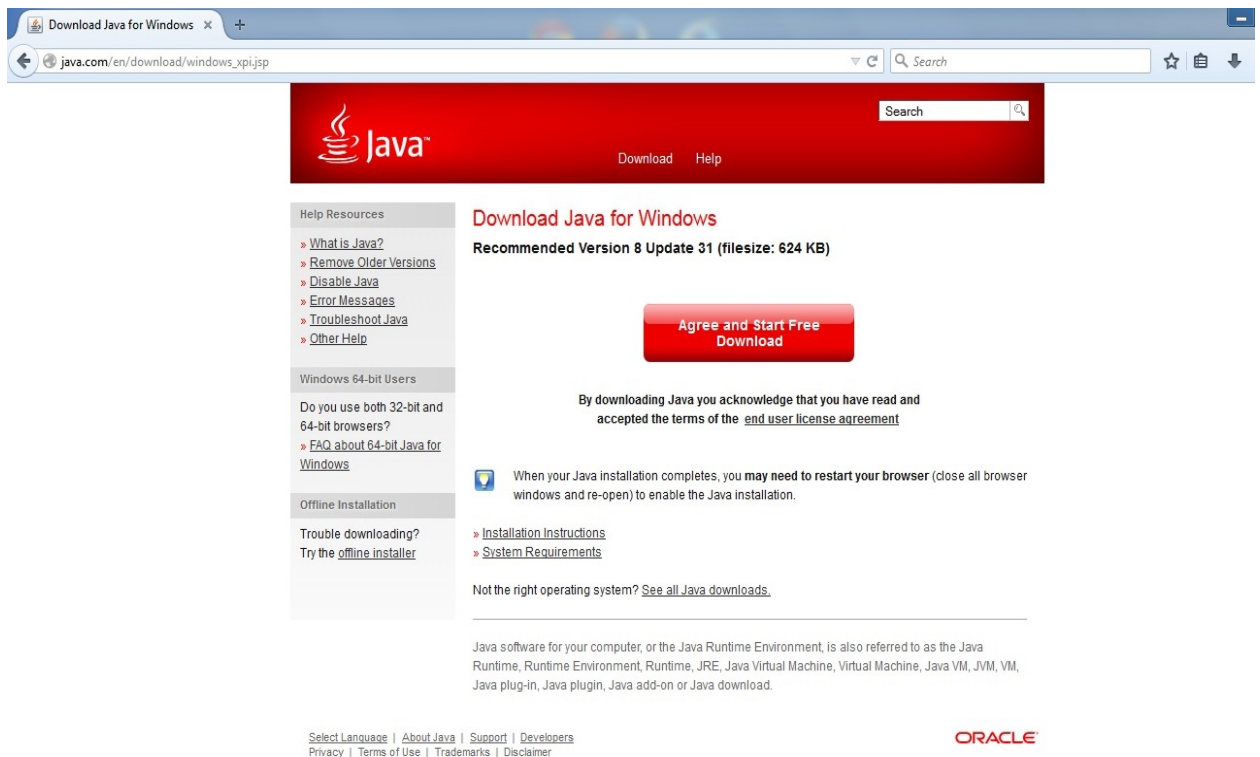 Download Java for Windows × +
java.com/en/download/windows_xpi.jsp
Search
Java™
Search
Download Help
Help Resources
» What is Java?
» Remove Older Versions
» Disable Java
» Error Messages
» Troubleshoot Java
» Other Help
Windows 64-bit Users
Do you use both 32-bit and
64-bit browsers?
» FAQ about 64-bit Java for
Windows
Offline Installation
Trouble downloading?
Try the offline installer
Download Java for Windows
Recommended Version 8 Update 31 (filesize: 624 KB)
Agree and Start Free
Download
By downloading Java you acknowledge that you have read and
accepted the terms of the end user license agreement
When your Java installation completes, you may need to restart your browser (close all browser
windows and re-open) to enable the Java installation.
» Installation Instructions
» System Requirements
Not the right operating system? See all Java downloads.
Java software for your computer, or the Java Runtime Environment, is also referred to as the Java
Runtime, Runtime Environment, Runtime, JRE, Java Virtual Machine, Virtual Machine, Java VM, JVM, VM,
Java plug-in, Java plugin, Java add-on or Java download.
Select Language | About Java | Support | Developers
Privacy | Terms of Use | Trademarks | Disclaimer
ORACLE